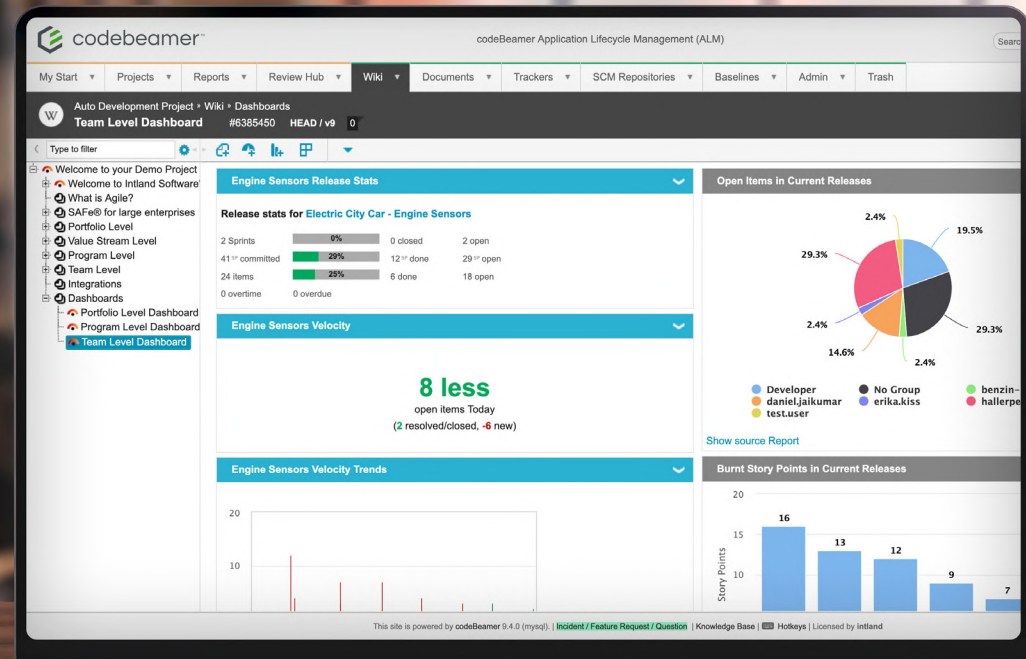 codebeamer
codeBeamer Application Lifecycle Management (ALM)
My Start Projects Reports Review Hub Wiki Documents Trackers SCM Repositories Baselines Admin Trash
W
Auto Development Project » Wiki » Dashboards
Team Level Dashboard #6385450 HEAD / v9 0
Type to filter
Welcome to your Demo Project
Welcome to Intland Software'
What is Agile?
SAFe® for large enterprises
Portfolio Level
Value Stream Level
Program Level
Team Level
Integrations
Dashboards
Portfolio Level Dashboard
Program Level Dashboard
Team Level Dashboard
Engine Sensors Release Stats
Release stats for Electric City Car - Engine Sensors
2 Sprints 0% 0 closed 2 open
41 SP committed 29% 12 SP done 29 SP open
24 items 25% 6 done 18 open
0 overtime 0 overdue
Engine Sensors Velocity
8 less
open items Today
(2 resolved/closed, -6 new)
Engine Sensors Velocity Trends
20
10
Open Items in Current Releases
2.4%
19.5%
29.3%
2.4%
29.3%
14.6%
2.4%
Developer No Group benzin-
daniel.jaikumar erika.kiss hallerpe
test.user
Show source Report
Burnt Story Points in Current Releases
Story Points
20
15
10
16
13
12
9
7
This site is powered by codeBeamer 9.4.0 (mysql). | Incident / Feature Request / Question | Knowledge Base | Hotkeys | Licensed by intland